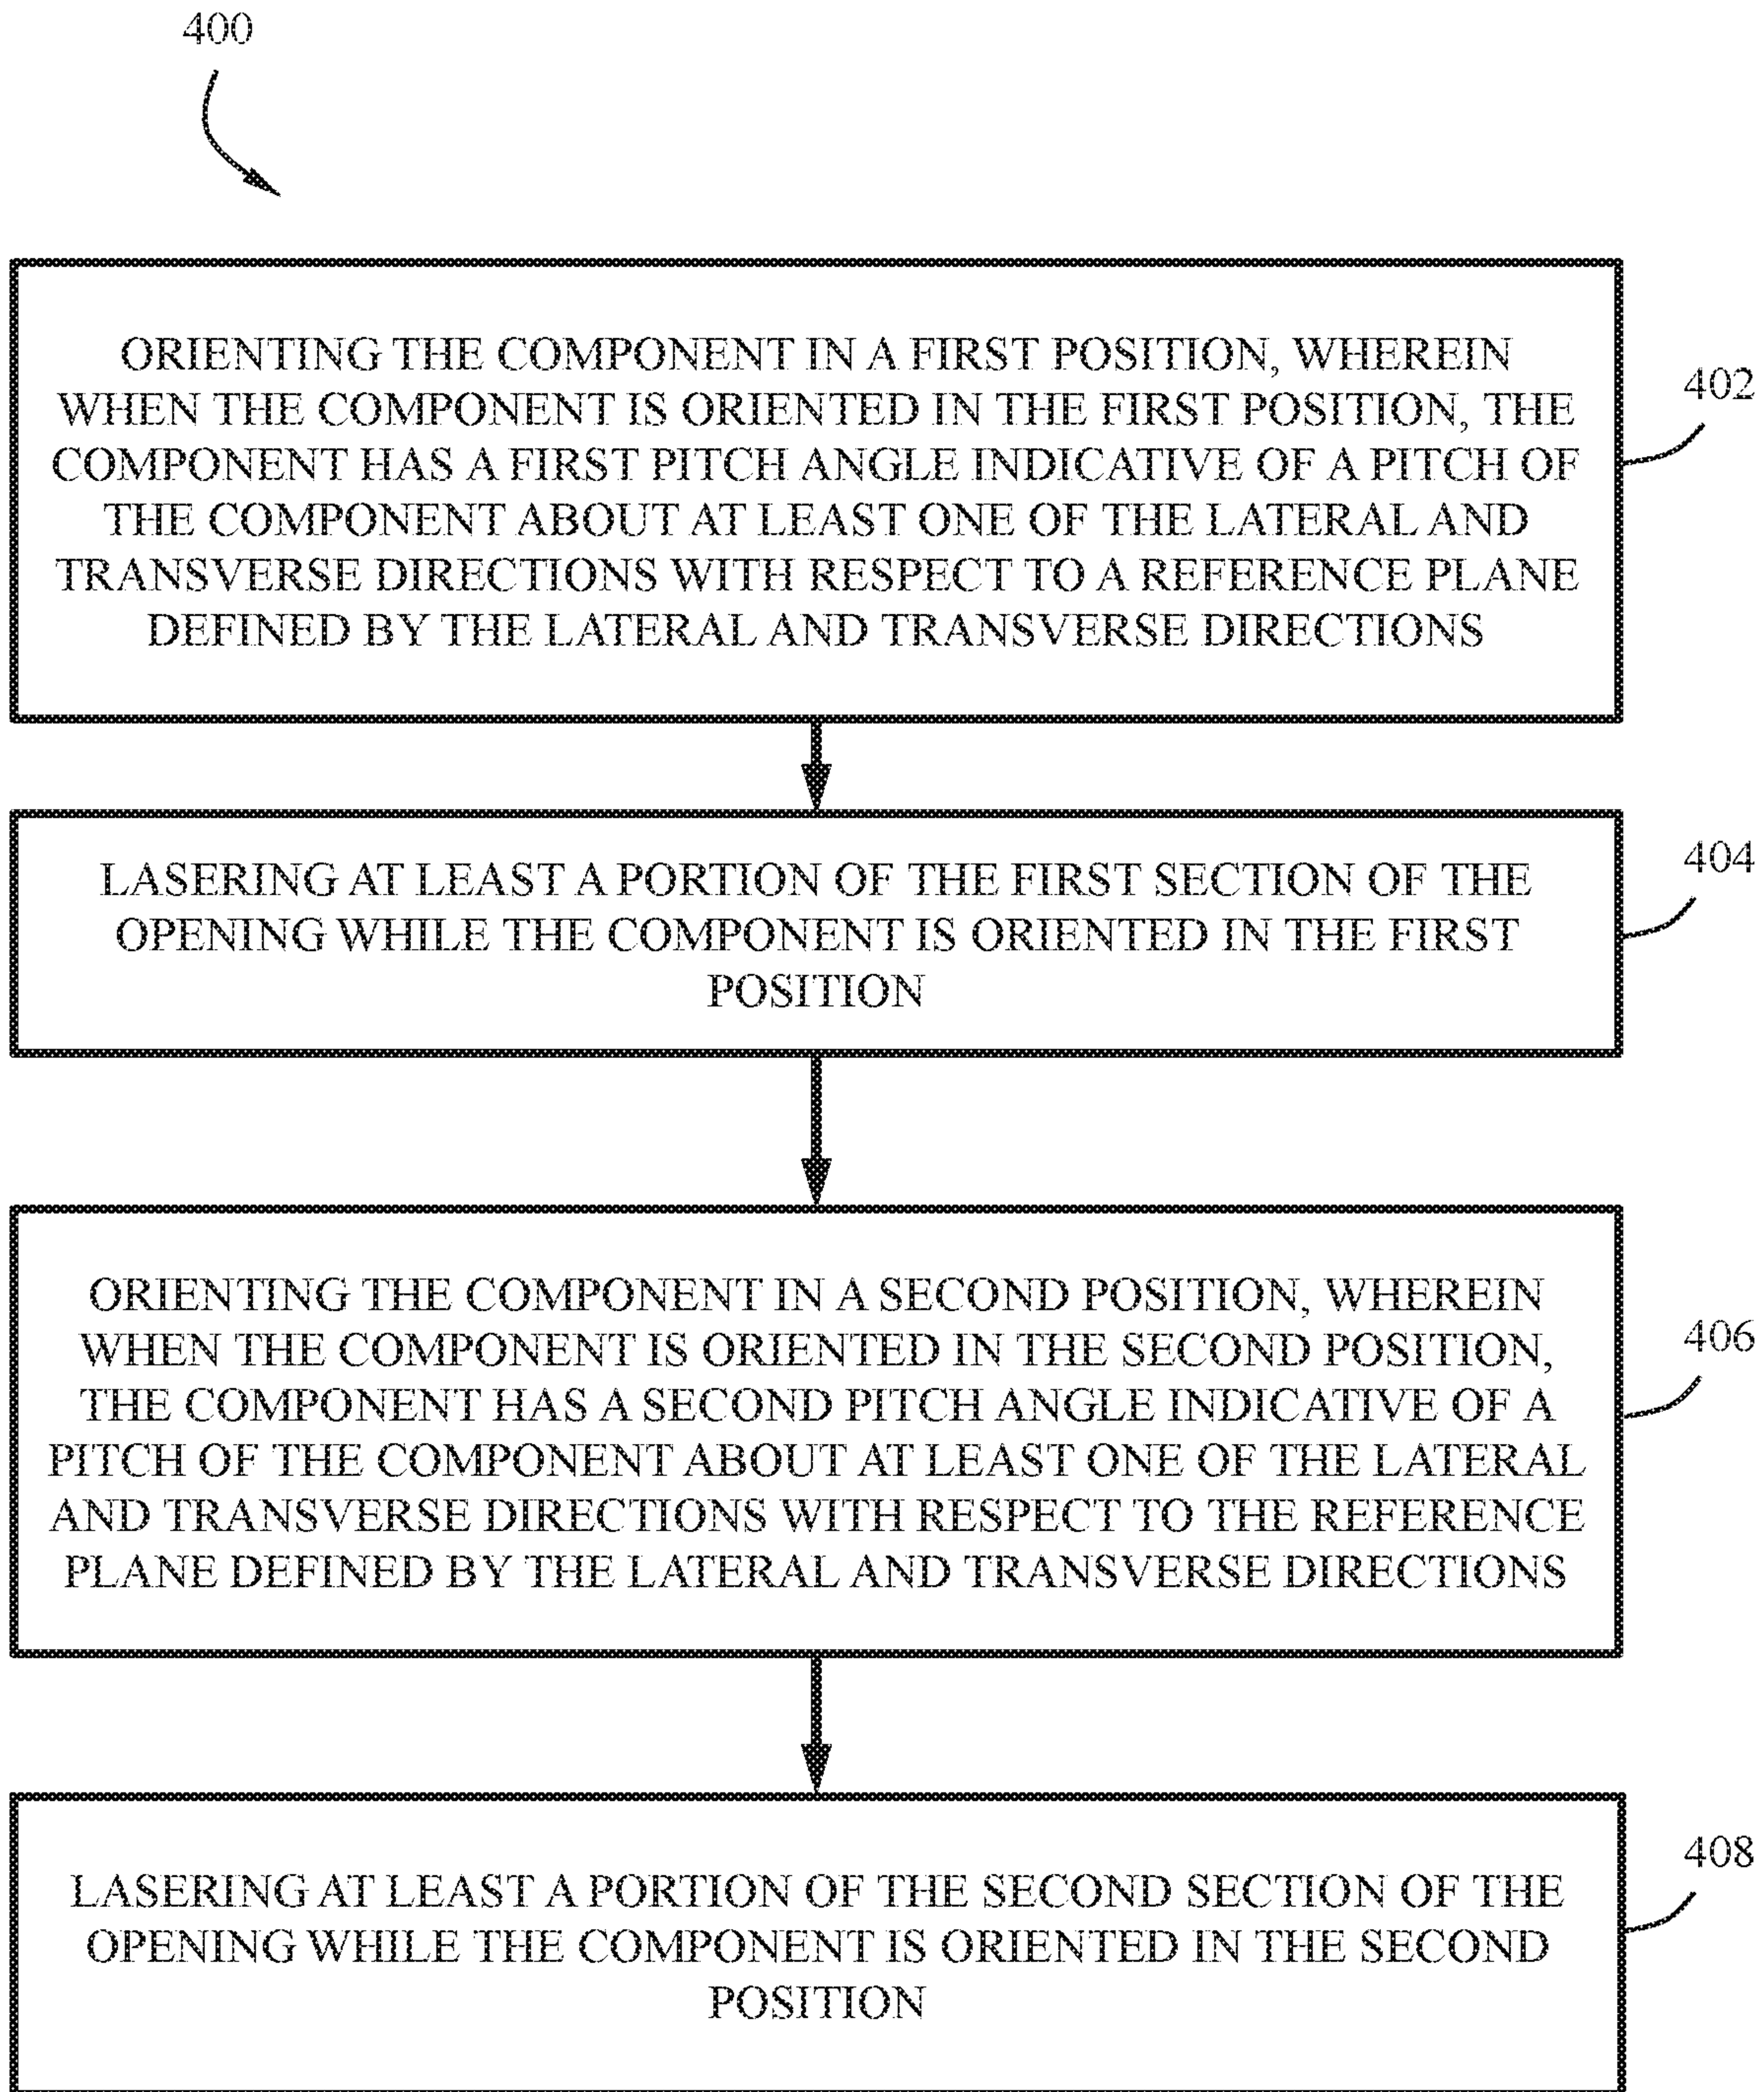 400
ORIENTING THE COMPONENT IN A FIRST POSITION, WHEREIN
WHEN THE COMPONENT IS ORIENTED IN THE FIRST POSITION, THE
COMPONENT HAS A FIRST PITCH ANGLE INDICATIVE OF A PITCH OF
THE COMPONENT ABOUT AT LEAST ONE OF THE LATERAL AND
TRANSVERSE DIRECTIONS WITH RESPECT TO A REFERENCE PLANE
DEFINED BY THE LATERAL AND TRANSVERSE DIRECTIONS
402
LASERING AT LEAST A PORTION OF THE FIRST SECTION OF THE
OPENING WHILE THE COMPONENT IS ORIENTED IN THE FIRST
POSITION
404
ORIENTING THE COMPONENT IN A SECOND POSITION, WHEREIN
WHEN THE COMPONENT IS ORIENTED IN THE SECOND POSITION,
THE COMPONENT HAS A SECOND PITCH ANGLE INDICATIVE OF A
PITCH OF THE COMPONENT ABOUT AT LEAST ONE OF THE LATERAL
AND TRANSVERSE DIRECTIONS WITH RESPECT TO THE REFERENCE
PLANE DEFINED BY THE LATERAL AND TRANSVERSE DIRECTIONS
406
LASERING AT LEAST A PORTION OF THE SECOND SECTION OF THE
OPENING WHILE THE COMPONENT IS ORIENTED IN THE SECOND
POSITION
408